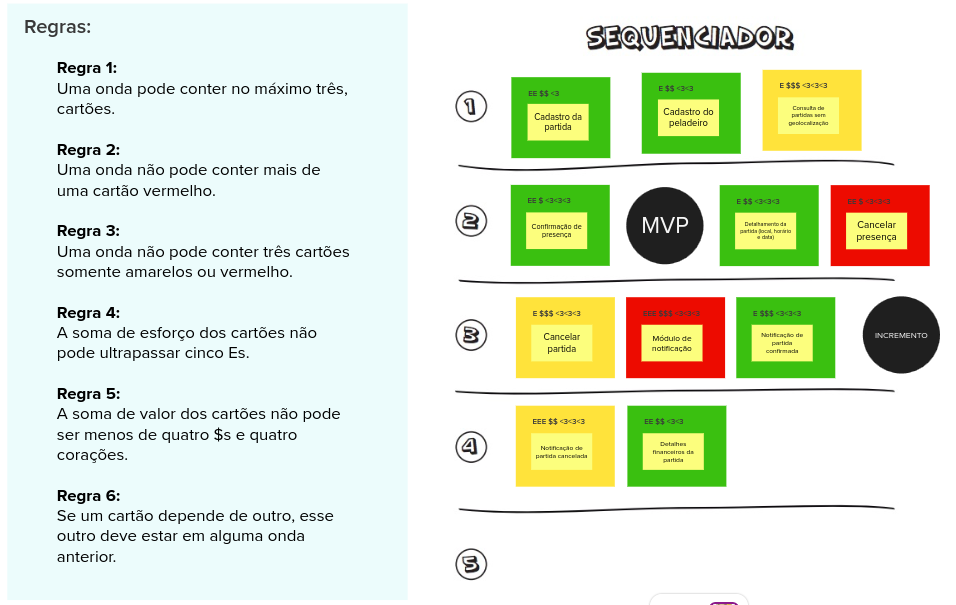 Regras:
Regra 1:
Uma onda pode conter no máximo três,
cartões.
Regra 2:
Uma onda não pode conter mais de
uma cartão vermelho.
Regra 3:
Uma onda não pode conter três cartões
somente amarelos ou vermelho.
Regra 4:
A soma de esforço dos cartões não
pode ultrapassar cinco Es.
Regra 5:
A soma de valor dos cartões não pode
ser menos de quatro $s e quatro
corações.
Regra 6:
Se um cartão depende de outro, esse
outro deve estar em alguma onda
anterior.
SEQUENCIADOR
1
EE $$ <3
Cadastro da
partida
E $$ <3<3
Cadastro do
peladeiro
E $$$ <3<3<3
Consulta de
partidas sem
geolocalização
2
EE $ <3<3<3
Confirmação de
presença
MVP
E $$ <3<3<3
Detalhamento da
partida (local, horário
e data)
EE $ <3<3<3
Cancelar
presença
3
E $$$ <3<3<3
Cancelar
partida
EEE $$$ <3<3<3
Módulo de
notificação
E $$$ <3<3<3
Notificação de
partida
confirmada
INCREMENTO
4
EEE $$ <3<3<3
Notificação de
partida cancelada
EE $$ <3<3
Detalhes
financeiros da
partida
5